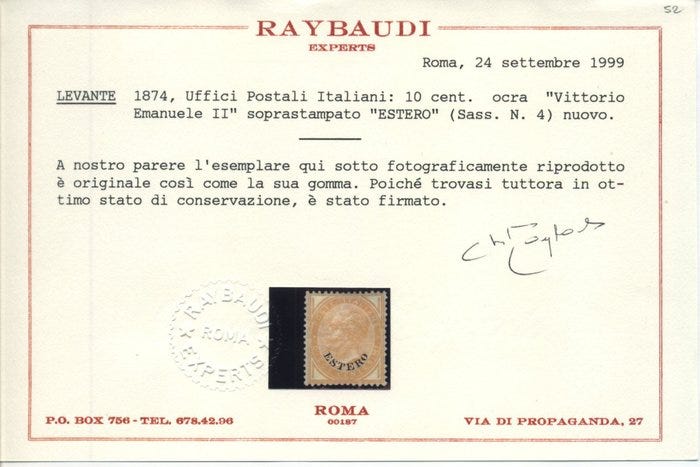 52
RAYBAUDI
EXPERTS
Roma, 24 settembre 1999
LEVANTE 1874, Uffici Postali Italiani: 10 cent. ocra "Vittorio
Emanuele II" soprastampato "ESTERO" (Sass. N. 4) nuovo.
A nostro parere l'esemplare qui sotto fotograficamente riprodotto
è originale così come la sua gomma. Poiché trovasi tuttora in ot-
timo stato di conservazione, è stato firmato.
RAYBAUDI
ROMA
EXPERTS
ESTERO
P.O. BOX 756 - TEL. 678.42.96
ROMA
00187
VIA DI PROPAGANDA, 27